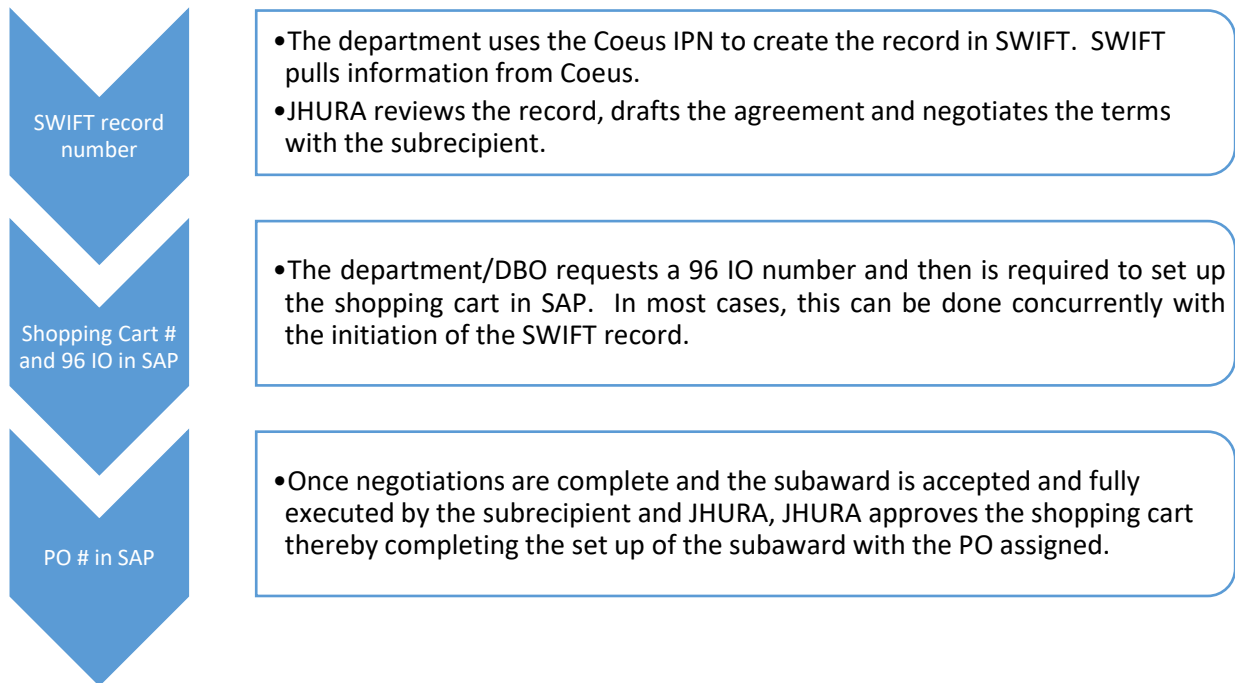 SWIFT record
number
•The department uses the Coeus IPN to create the record in SWIFT.  SWIFT
pulls information from Coeus.
•JHURA reviews the record, drafts the agreement and negotiates the terms
with the subrecipient.
Shopping Cart #
and 96 IO in SAP
•The department/DBO requests a 96 IO number and then is required to set up
the shopping cart in SAP.  In most cases, this can be done concurrently with
the initiation of the SWIFT record.
PO # in SAP
•Once negotiations are complete and the subaward is accepted and fully
executed by the subrecipient and JHURA, JHURA approves the shopping cart
thereby completing the set up of the subaward with the PO assigned.